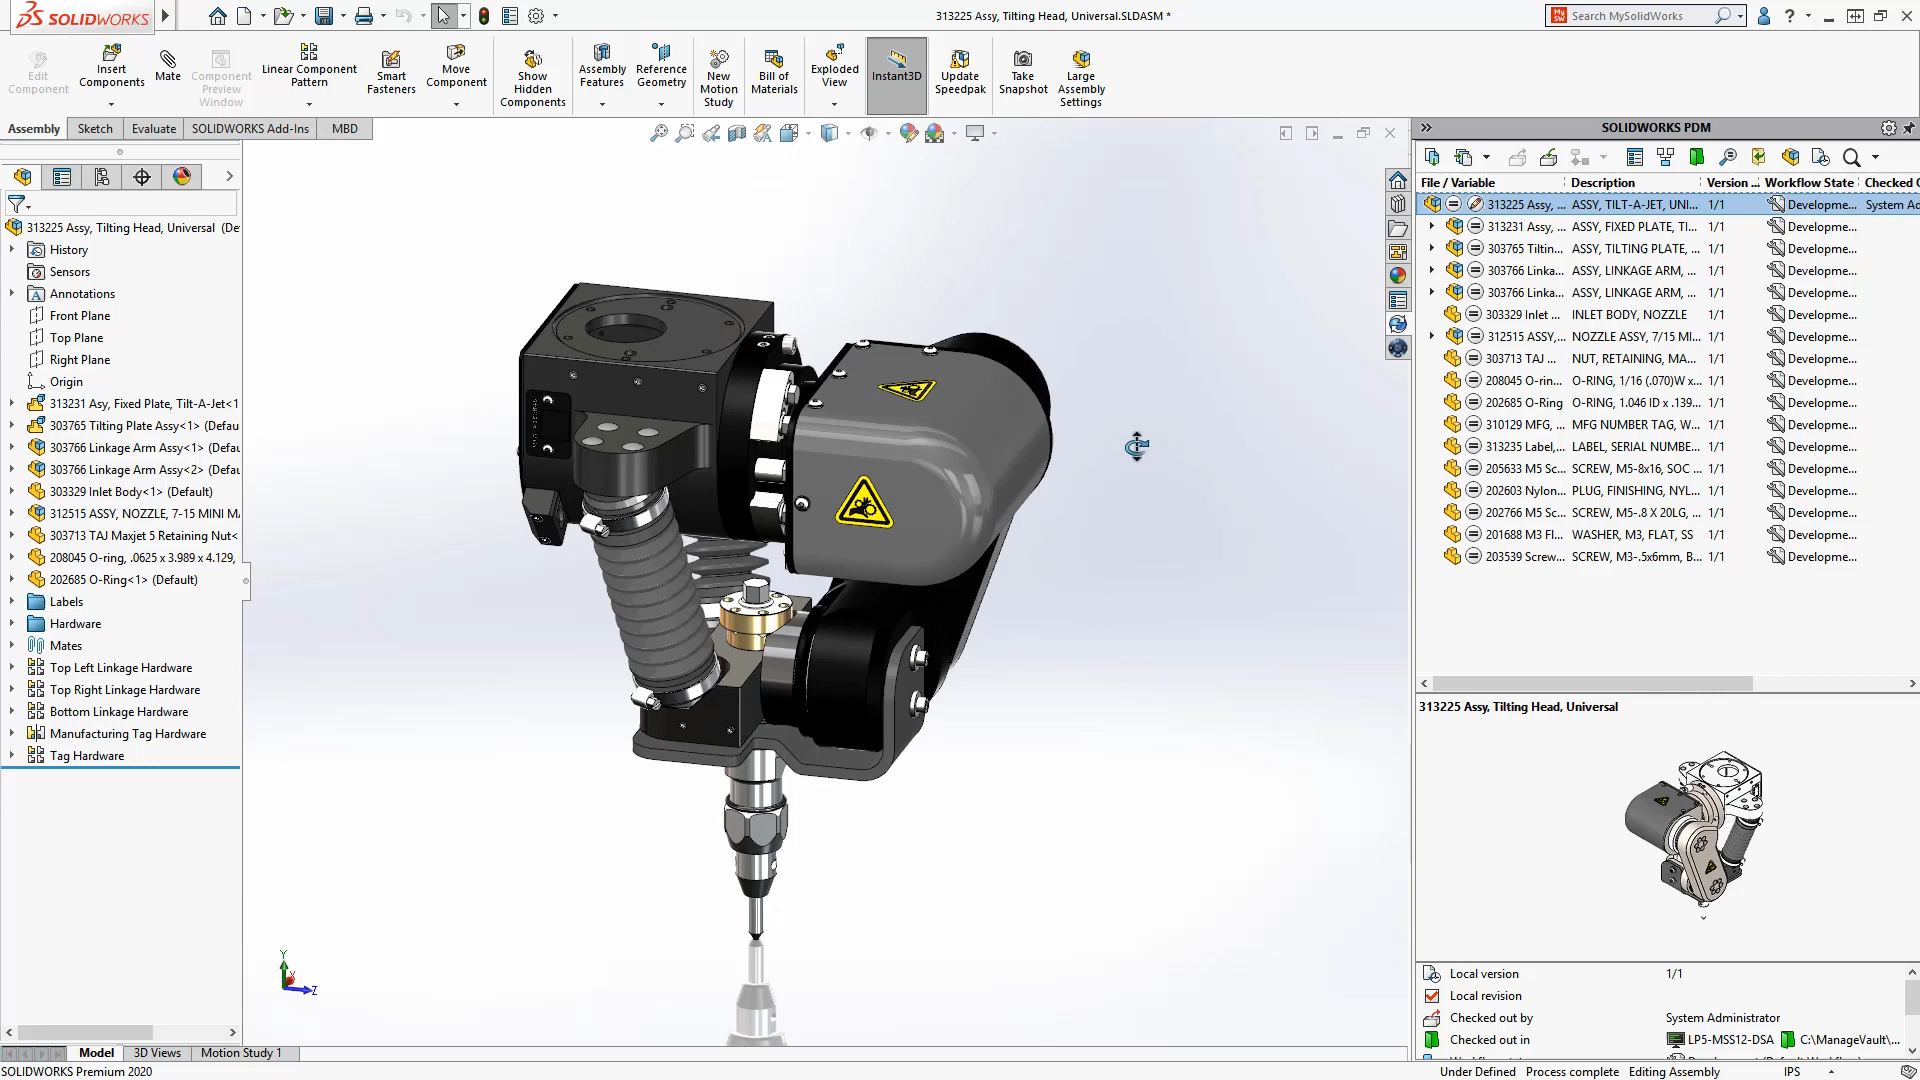 SOLIDWORKS
313225 Assy, Tilting Head, Universal.SLDASM *
Search MySolidWorks
Edit Component
Insert Components
Mate
Component Preview Window
Linear Component Pattern
Smart Fasteners
Move Component
Show Hidden Components
Assembly Features
Reference Geometry
New Motion Study
Bill of Materials
Exploded View
Instant3D
Update Speedpak
Take Snapshot
Large Assembly Settings
Assembly
Sketch
Evaluate
SOLIDWORKS Add-Ins
MBD
313225 Assy, Tilting Head, Universal (De
History
Sensors
Annotations
Front Plane
Top Plane
Right Plane
Origin
313231 Asy, Fixed Plate, Tilt-A-Jet<1
303765 Tilting Plate Assy<1> (Defau
303766 Linkage Arm Assy<1> (Defau
303766 Linkage Arm Assy<2> (Defau
303329 Inlet Body<1> (Default)
312515 ASSY, NOZZLE, 7-15 MINI M
303713 TAJ Maxjet 5 Retaining Nut<
208045 O-ring, .0625 x 3.989 x 4.129,
202685 O-Ring<1> (Default)
Labels
Hardware
Mates
Top Left Linkage Hardware
Top Right Linkage Hardware
Bottom Linkage Hardware
Manufacturing Tag Hardware
Tag Hardware
Y
X
Z
SOLIDWORKS PDM
File / Variable Description Version ... Workflow State Checked O
313225 Assy, ... ASSY, TILT-A-JET, UNI... 1/1 Developme... System Ad
313231 Assy, ... ASSY, FIXED PLATE, TI... 1/1 Developme...
303765 Tiltin... ASSY, TILTING PLATE, ... 1/1 Developme...
303766 Linka... ASSY, LINKAGE ARM, ... 1/1 Developme...
303766 Linka... ASSY, LINKAGE ARM, ... 1/1 Developme...
303329 Inlet ... INLET BODY, NOZZLE 1/1 Developme...
312515 ASSY,... NOZZLE ASSY, 7/15 MI... 1/1 Developme...
303713 TAJ ... NUT, RETAINING, MA... 1/1 Developme...
208045 O-rin... O-RING, 1/16 (.070)W x... 1/1 Developme...
202685 O-Ring O-RING, 1.046 ID x .139... 1/1 Developme...
310129 MFG, ... MFG NUMBER TAG, W... 1/1 Developme...
313235 Label,... LABEL, SERIAL NUMBE... 1/1 Developme...
205633 M5 Sc... SCREW, M5-8x16, SOC ... 1/1 Developme...
202603 Nylon... PLUG, FINISHING, NYL... 1/1 Developme...
202766 M5 Sc... SCREW, M5-.8 X 20LG, ... 1/1 Developme...
201688 M3 Fl... WASHER, M3, FLAT, SS 1/1 Developme...
203539 Screw... SCREW, M3-.5x6mm, B... 1/1 Developme...
313225 Assy, Tilting Head, Universal
Local version 1/1
Local revision
Checked out by System Administrator
Checked out in LP5-MSS12-DSA C:\ManageVault\...
Model
3D Views
Motion Study 1
SOLIDWORKS Premium 2020
Under Defined Process complete Editing Assembly IPS